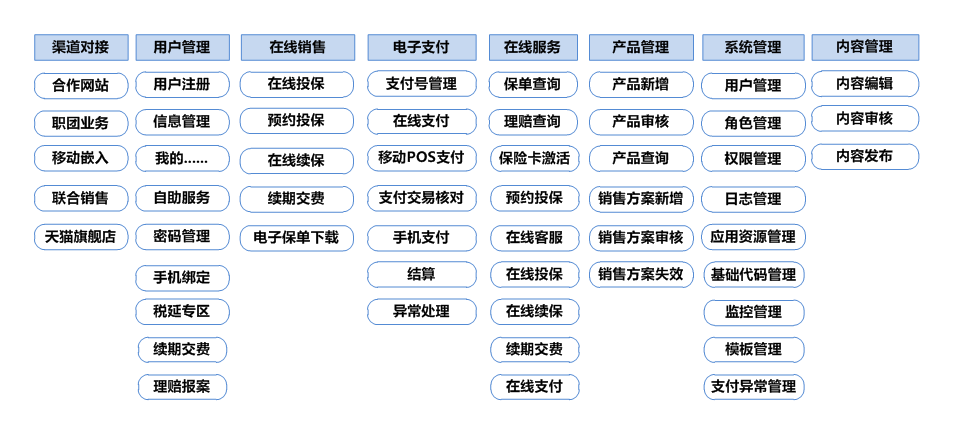 渠道对接
用户管理
在线销售
电子支付
在线服务
产品管理
系统管理
内容管理
合作网站
职团业务
移动嵌入
联合销售
天猫旗舰店
用户注册
信息管理
我的......
自助服务
密码管理
手机绑定
税延专区
续期交费
理赔报案
在线投保
预约投保
在线续保
续期交费
电子保单下载
支付号管理
在线支付
移动POS支付
支付交易核对
手机支付
结算
异常处理
保单查询
理赔查询
保险卡激活
预约投保
在线客服
在线投保
在线续保
续期交费
在线支付
产品新增
产品审核
产品查询
销售方案新增
销售方案审核
销售方案失效
用户管理
角色管理
权限管理
日志管理
应用资源管理
基础代码管理
监控管理
模板管理
支付异常管理
内容编辑
内容审核
内容发布